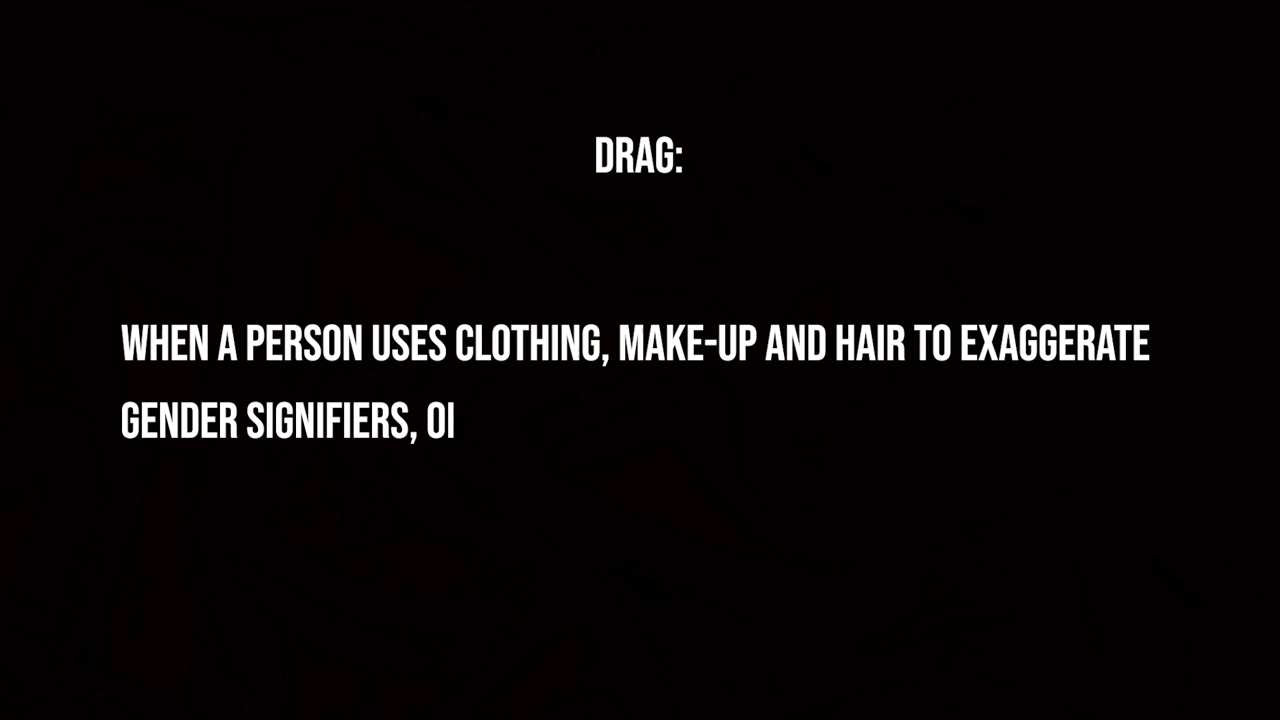 DRAG:
WHEN A PERSON USES CLOTHING, MAKE-UP AND HAIR TO EXAGGERATE
GENDER SIGNIFIERS, OI